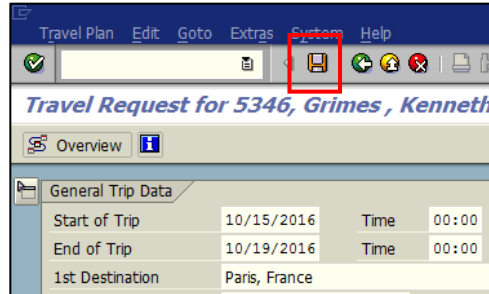 Travel Plan Edit Goto Extras System Help
Travel Request for 5346, Grimes , Kenneth
Overview
General Trip Data
Start of Trip 10/15/2016 Time 00:00
End of Trip 10/19/2016 Time 00:00
1st Destination Paris, France